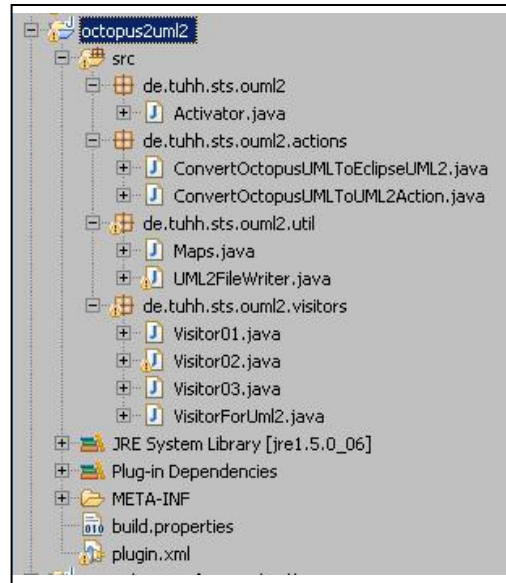 octopus2uml2
src
de.tuhh.sts.ouml2
Activator.java
de.tuhh.sts.ouml2.actions
ConvertOctopusUMLToEclipseUML2.java
ConvertOctopusUMLToUML2Action.java
de.tuhh.sts.ouml2.util
Maps.java
UML2FileWriter.java
de.tuhh.sts.ouml2.visitors
Visitor01.java
Visitor02.java
Visitor03.java
VisitorForUml2.java
JRE System Library [jre1.5.0_06]
Plug-in Dependencies
META-INF
build.properties
plugin.xml